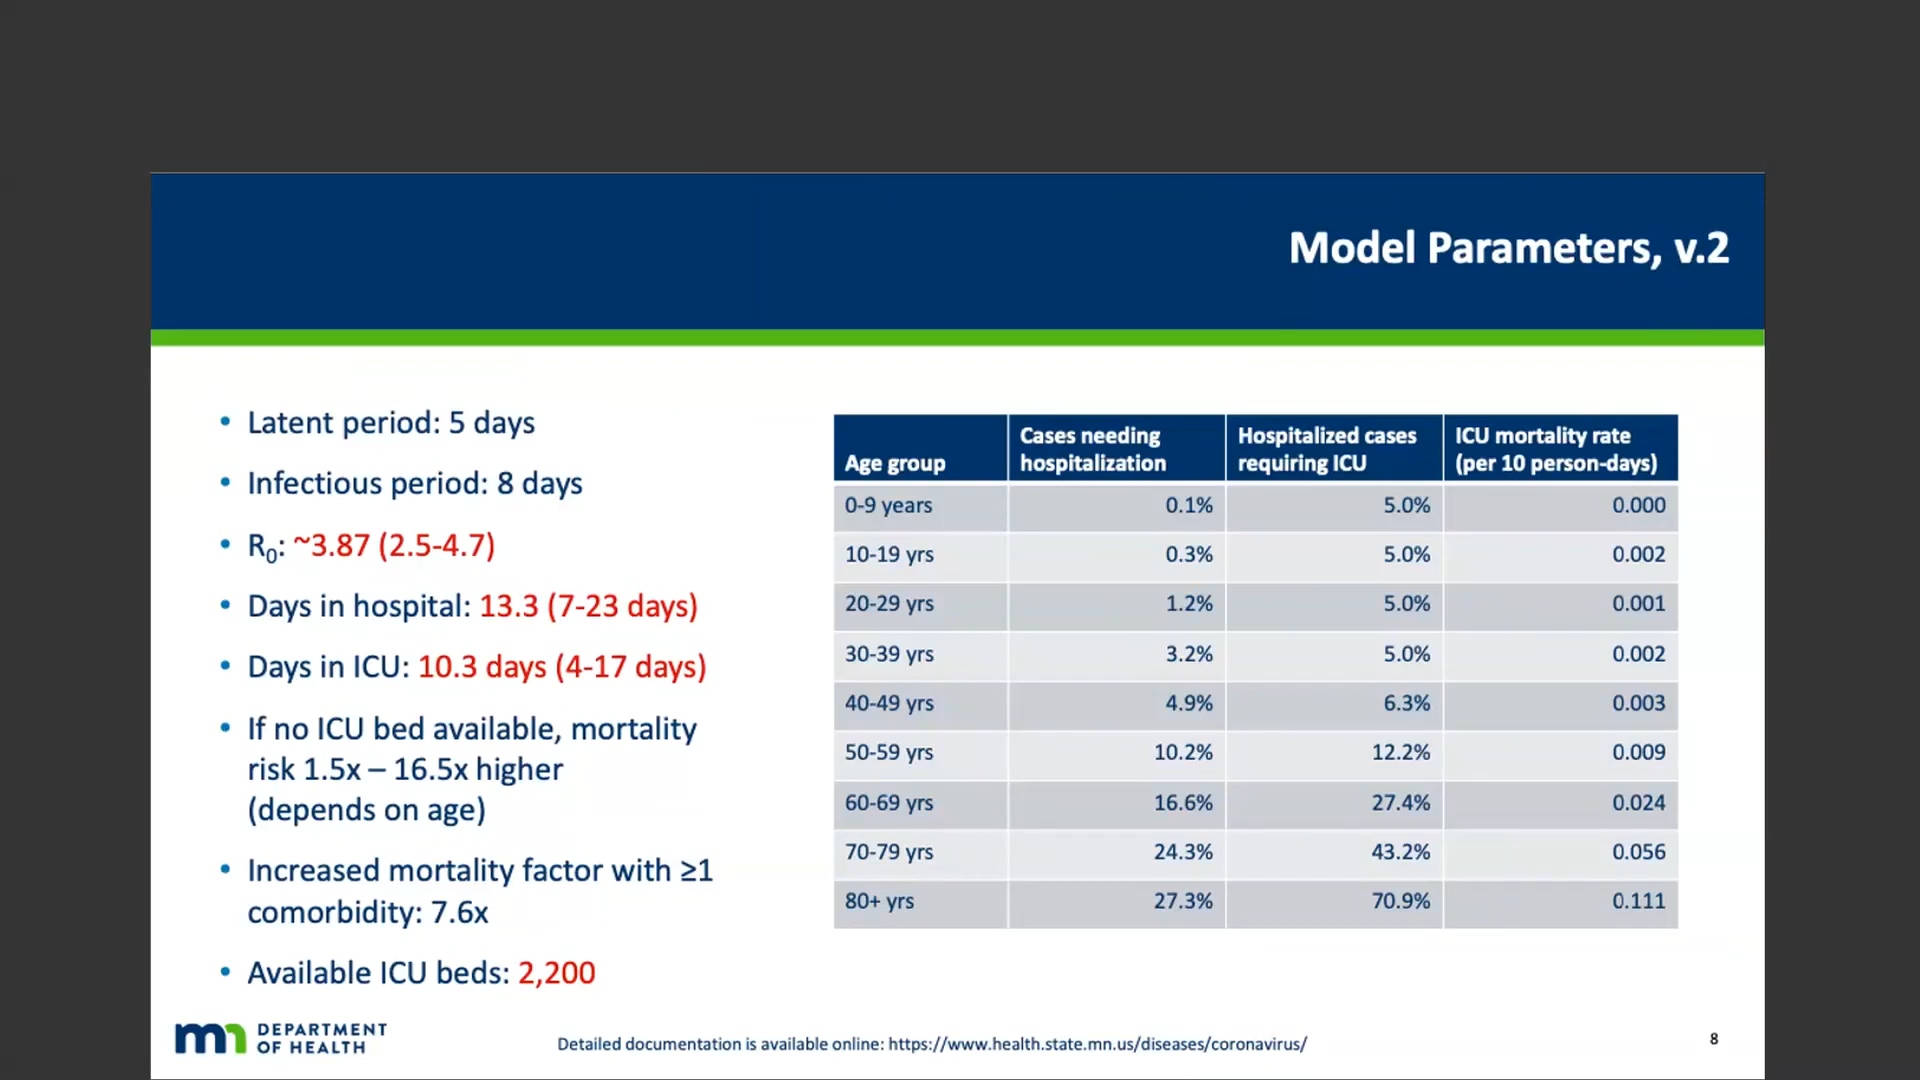 Model Parameters, v.2
• Latent period: 5 days
• Infectious period: 8 days
• R₀: ~3.87 (2.5-4.7)
• Days in hospital: 13.3 (7-23 days)
• Days in ICU: 10.3 days (4-17 days)
• If no ICU bed available, mortality
risk 1.5x – 16.5x higher
(depends on age)
• Increased mortality factor with ≥1
comorbidity: 7.6x
• Available ICU beds: 2,200
Age group | Cases needing hospitalization | Hospitalized cases requiring ICU | ICU mortality rate (per 10 person-days)
0-9 years 0.1% 5.0% 0.000
10-19 yrs 0.3% 5.0% 0.002
20-29 yrs 1.2% 5.0% 0.001
30-39 yrs 3.2% 5.0% 0.002
40-49 yrs 4.9% 6.3% 0.003
50-59 yrs 10.2% 12.2% 0.009
60-69 yrs 16.6% 27.4% 0.024
70-79 yrs 24.3% 43.2% 0.056
80+ yrs 27.3% 70.9% 0.111
mn DEPARTMENT
OF HEALTH
Detailed documentation is available online: https://www.health.state.mn.us/diseases/coronavirus/
8